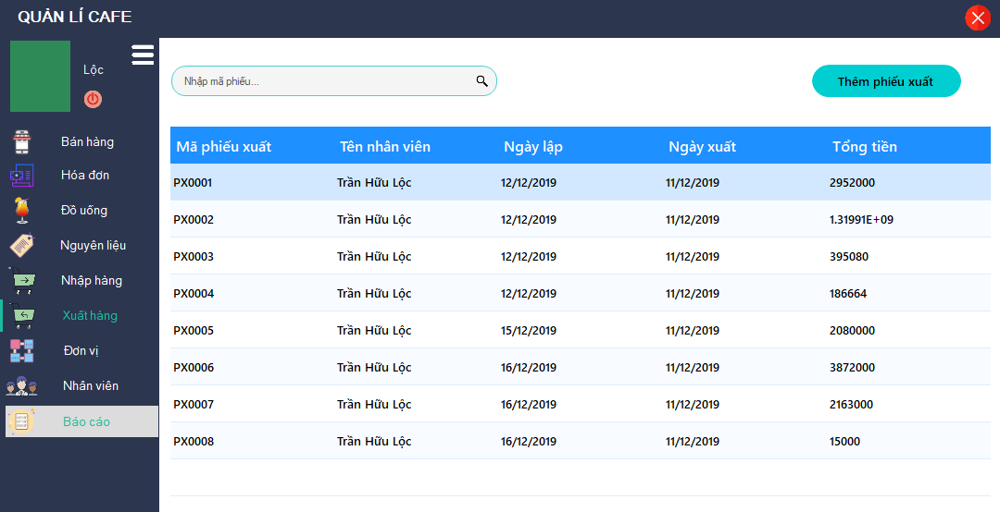 QUẢN LÍ CAFE
Lộc
Bán hàng
Hóa đơn
Đồ uống
Nguyên liệu
Nhập hàng
Xuất hàng
Đơn vị
Nhân viên
Báo cáo
Nhập mã phiếu...
Thêm phiếu xuất
Mã phiếu xuất Tên nhân viên Ngày lập Ngày xuất Tổng tiền
PX0001 Trần Hữu Lộc 12/12/2019 11/12/2019 2952000
PX0002 Trần Hữu Lộc 12/12/2019 11/12/2019 1.31991E+09
PX0003 Trần Hữu Lộc 12/12/2019 11/12/2019 395080
PX0004 Trần Hữu Lộc 12/12/2019 11/12/2019 186664
PX0005 Trần Hữu Lộc 15/12/2019 11/12/2019 2080000
PX0006 Trần Hữu Lộc 16/12/2019 11/12/2019 3872000
PX0007 Trần Hữu Lộc 16/12/2019 11/12/2019 2163000
PX0008 Trần Hữu Lộc 16/12/2019 11/12/2019 15000